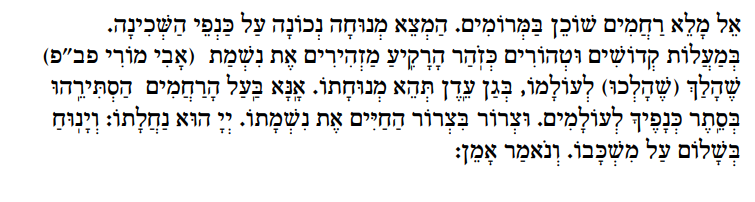 אֵל מָלֵא רַחֲמִים שׁוֹכֵן בַּמְּרוֹמִים. הַמְצֵא מְנוּחָה נְכוֹנָה עַל כַּנְפֵי הַשְּׁכִינָה.
בְּמַעֲלוֹת קְדוֹשִׁים וּטְהוֹרִים כְּזֹהַר הָרָקִיעַ מַזְהִירִים אֶת נִשְׁמַת (אָבִי מוֹרִי פב״פ)
שֶׁהָלַךְ (שֶׁהָלְכוּ) לְעוֹלָמוֹ, בְּגַן עֵדֶן תְּהֵא מְנוּחָתוֹ. אָנָּא בַּעַל הָרַחֲמִים הַסְתִּירֵהוּ
בְּסֵתֶר כְּנָפֶיךָ לְעוֹלָמִים. וּצְרוֹר בִּצְרוֹר הַחַיִּים אֶת נִשְׁמָתוֹ. יְיָ הוּא נַחֲלָתוֹ: וְיָנוּחַ
בְּשָׁלוֹם עַל מִשְׁכָּבוֹ. וְנֹאמַר אָמֵן: